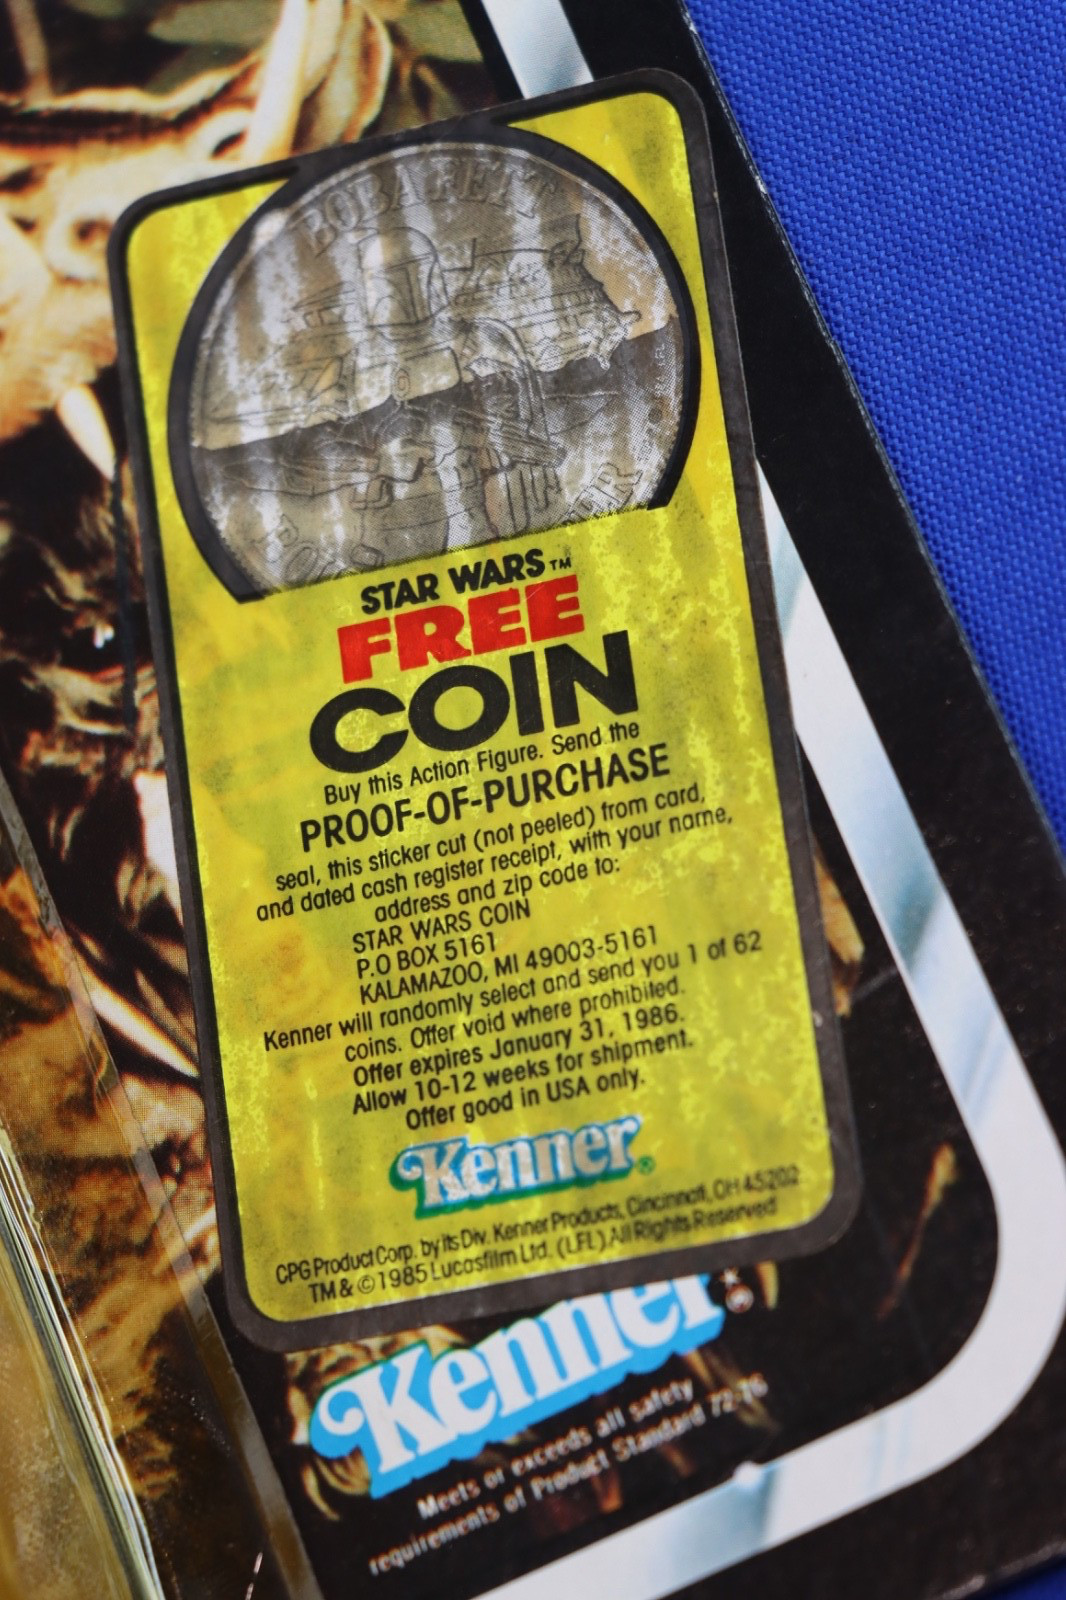 BOBA FETT
BOUNTY HUNTER
STAR WARS™
FREE
COIN
Buy this Action Figure. Send the
PROOF-OF-PURCHASE
seal, this sticker cut (not peeled) from card,
and dated cash register receipt, with your name,
address and zip code to:
STAR WARS COIN
P.O BOX 5161
KALAMAZOO, MI 49003-5161
Kenner will randomly select and send you 1 of 62
coins. Offer void where prohibited.
Offer expires January 31, 1986.
Allow 10-12 weeks for shipment.
Offer good in USA only.
Kenner®
CPG Product Corp. by its Div. Kenner Products, Cincinnati, OH 45202
TM & © 1985 Lucasfilm Ltd. (LFL) All Rights Reserved
Kenner
Meets or exceeds all safety
requirements of Product Standard 72-76